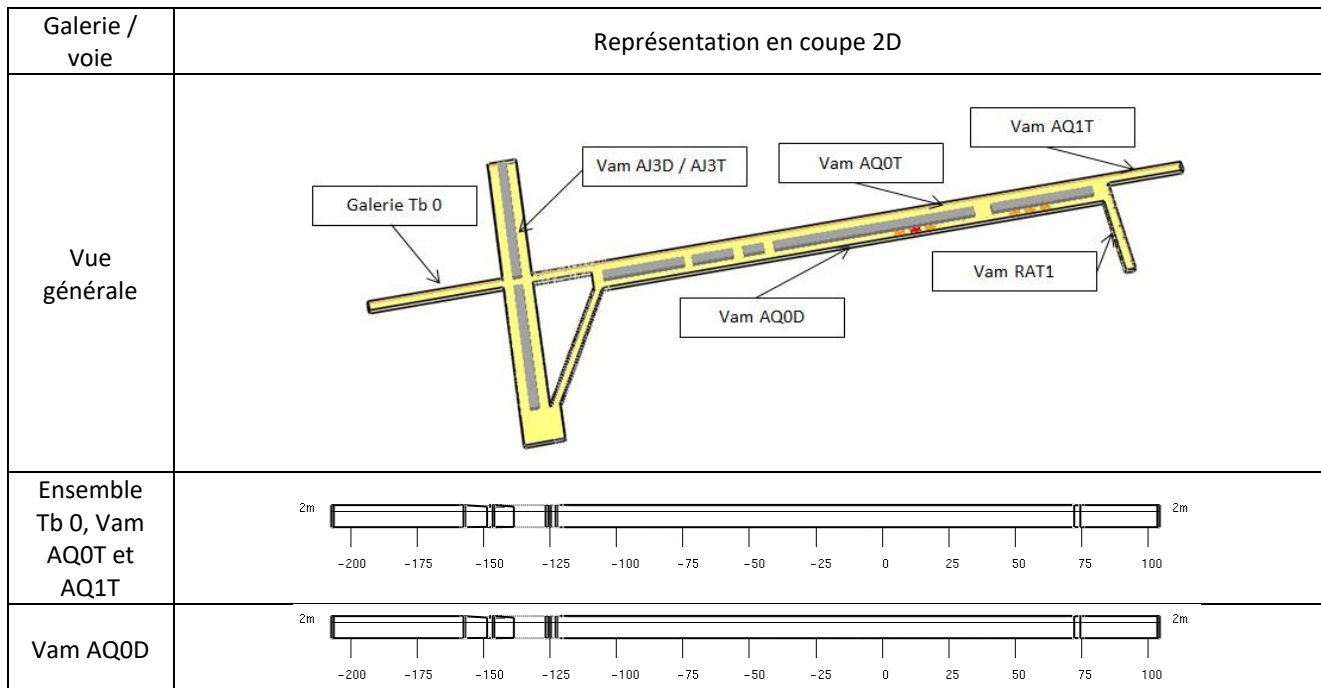 Galerie /
voie
Représentation en coupe 2D
Vue
générale
Vam AQ1T
Vam AJ3D / AJ3T
Vam AQ0T
Galerie Tb 0
Vam RAT1
Vam AQ0D
Ensemble
Tb 0, Vam
AQ0T et
AQ1T
2m 2m
-200 -175 -150 -125 -100 -75 -50 -25 0 25 50 75 100
Vam AQ0D
2m 2m
-200 -175 -150 -125 -100 -75 -50 -25 0 25 50 75 100